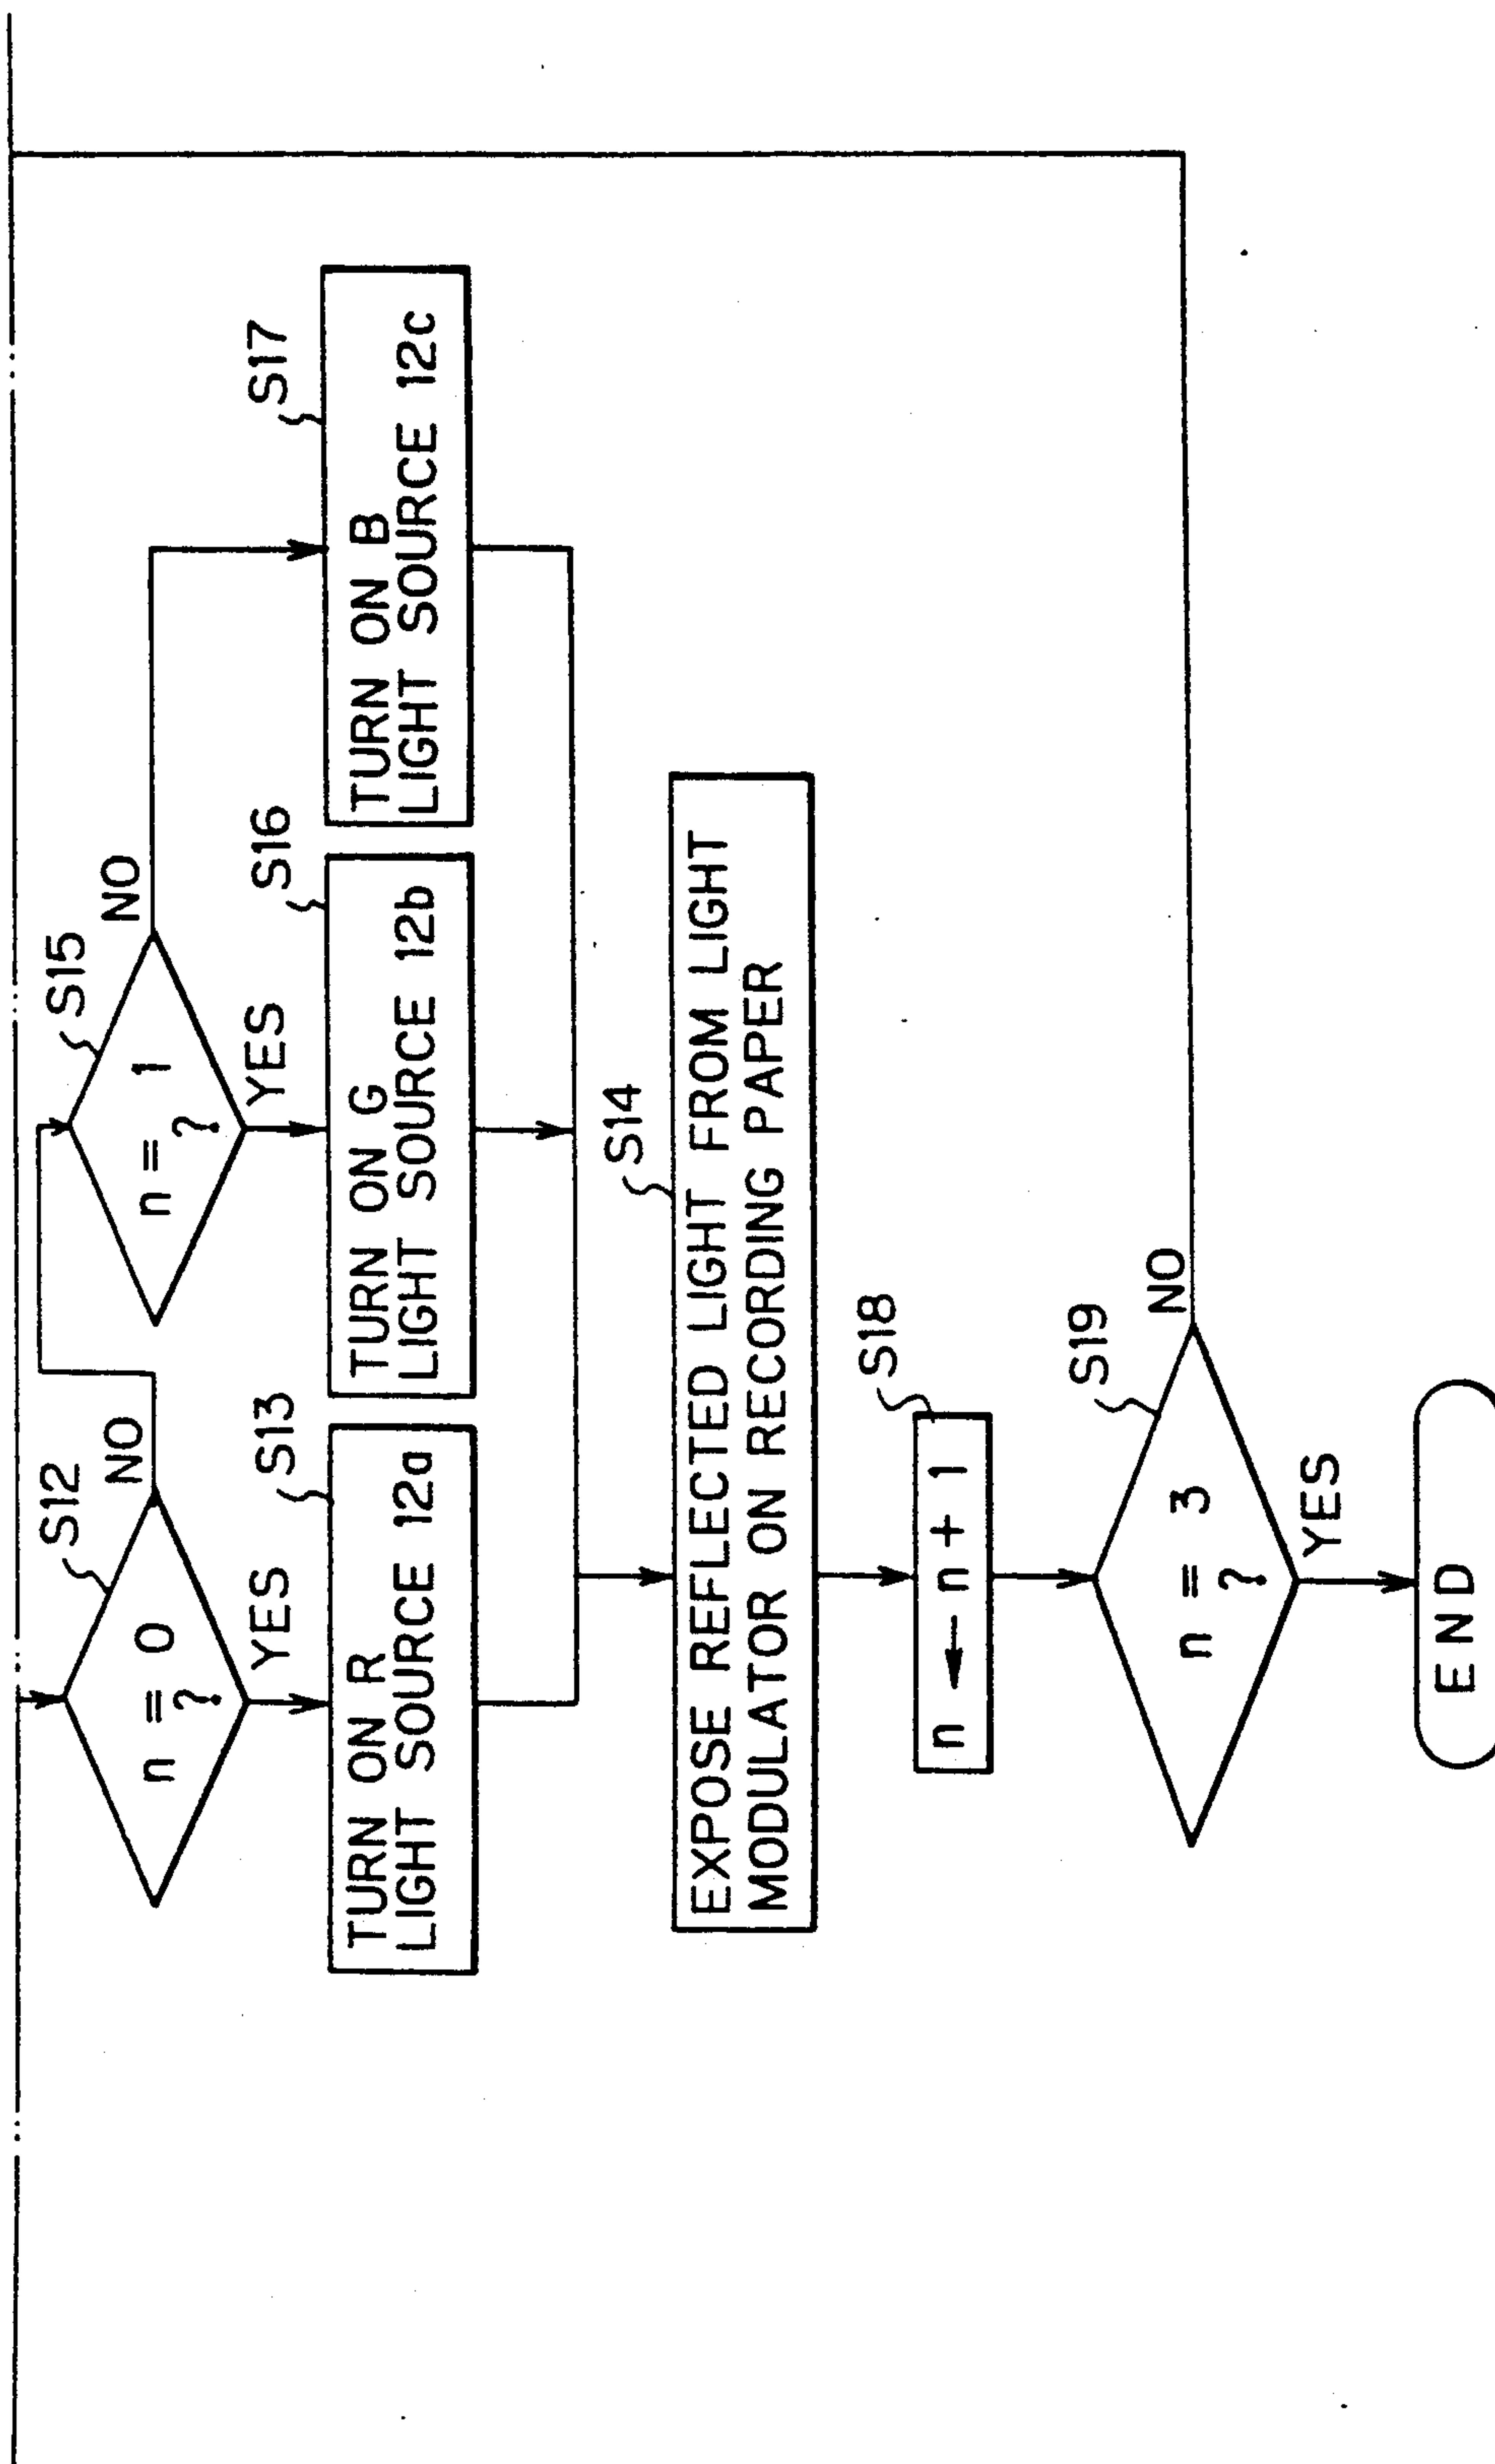 S12
n = 0
?
NO
YES
S15
n = 1
?
NO
YES
S13
TURN ON R
LIGHT SOURCE 12a
S16
TURN ON G
LIGHT SOURCE 12b
S17
TURN ON B
LIGHT SOURCE 12c
S14
EXPOSE REFLECTED LIGHT FROM LIGHT
MODULATOR ON RECORDING PAPER
S18
n ← n + 1
S19
n = 3
?
NO
YES
END